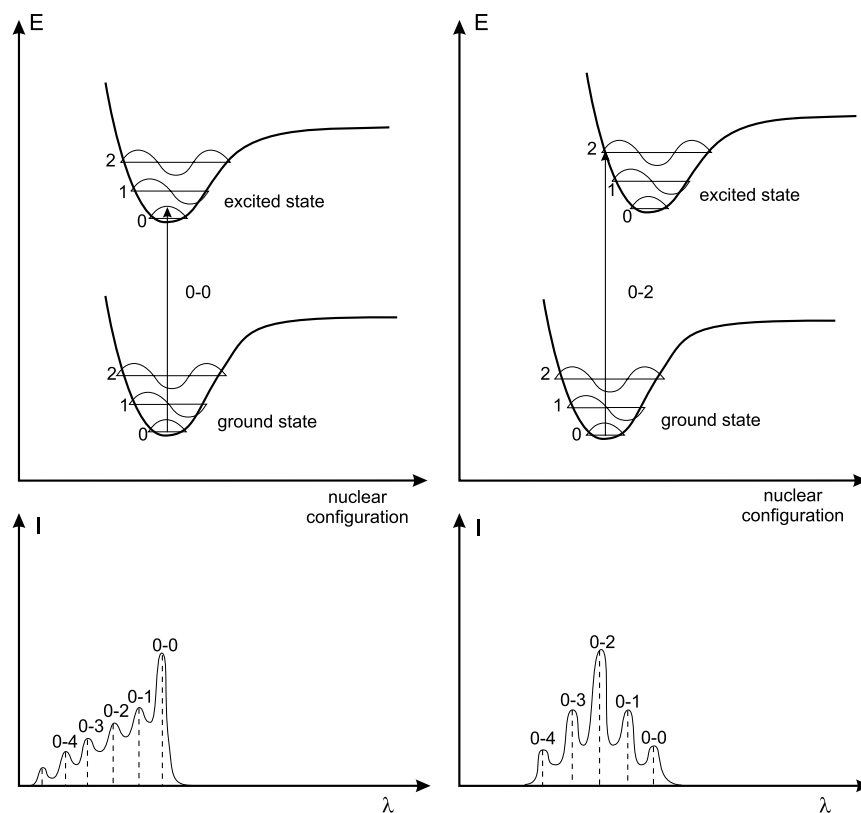 E
2
1
0
excited state
0-0
2
1
0
ground state
nuclear
configuration
E
2
1
0
excited state
0-2
2
1
0
ground state
nuclear
configuration
I
0-0
0-1
0-2
0-3
0-4
λ
I
0-2
0-3
0-1
0-4
0-0
λ